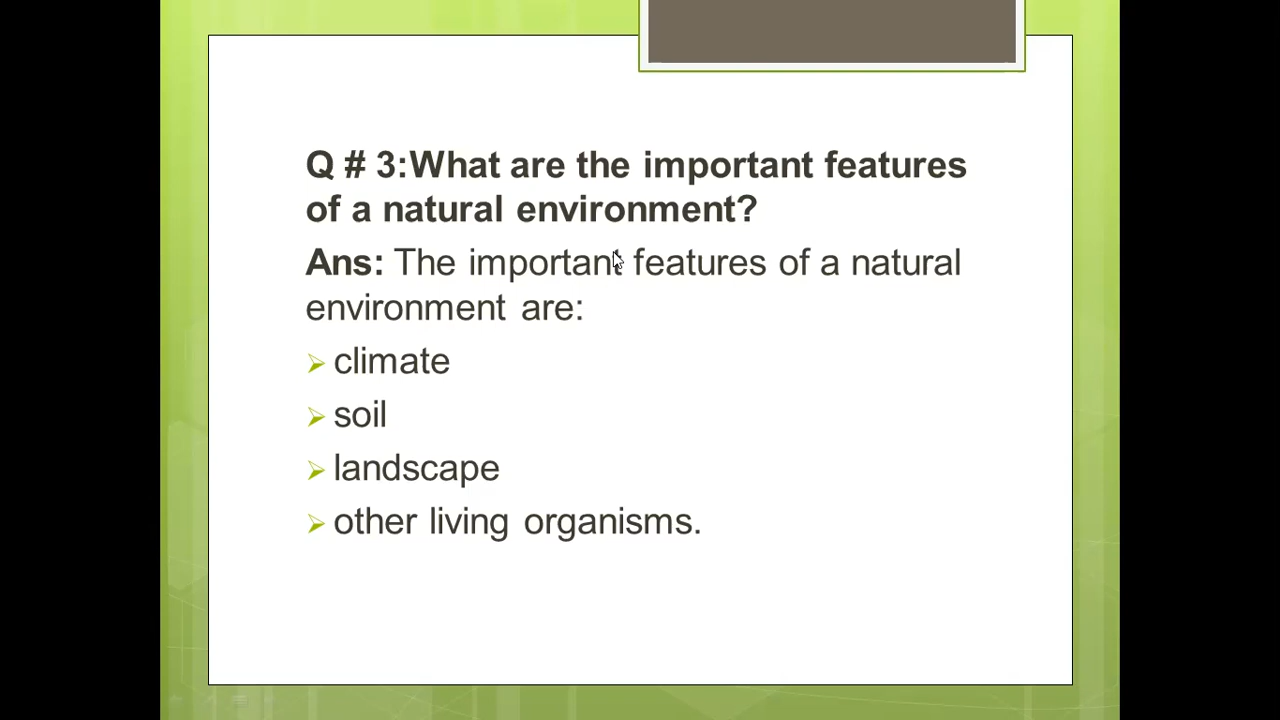 Q # 3:What are the important features
of a natural environment?
Ans: The important features of a natural
environment are:
climate
soil
landscape
other living organisms.